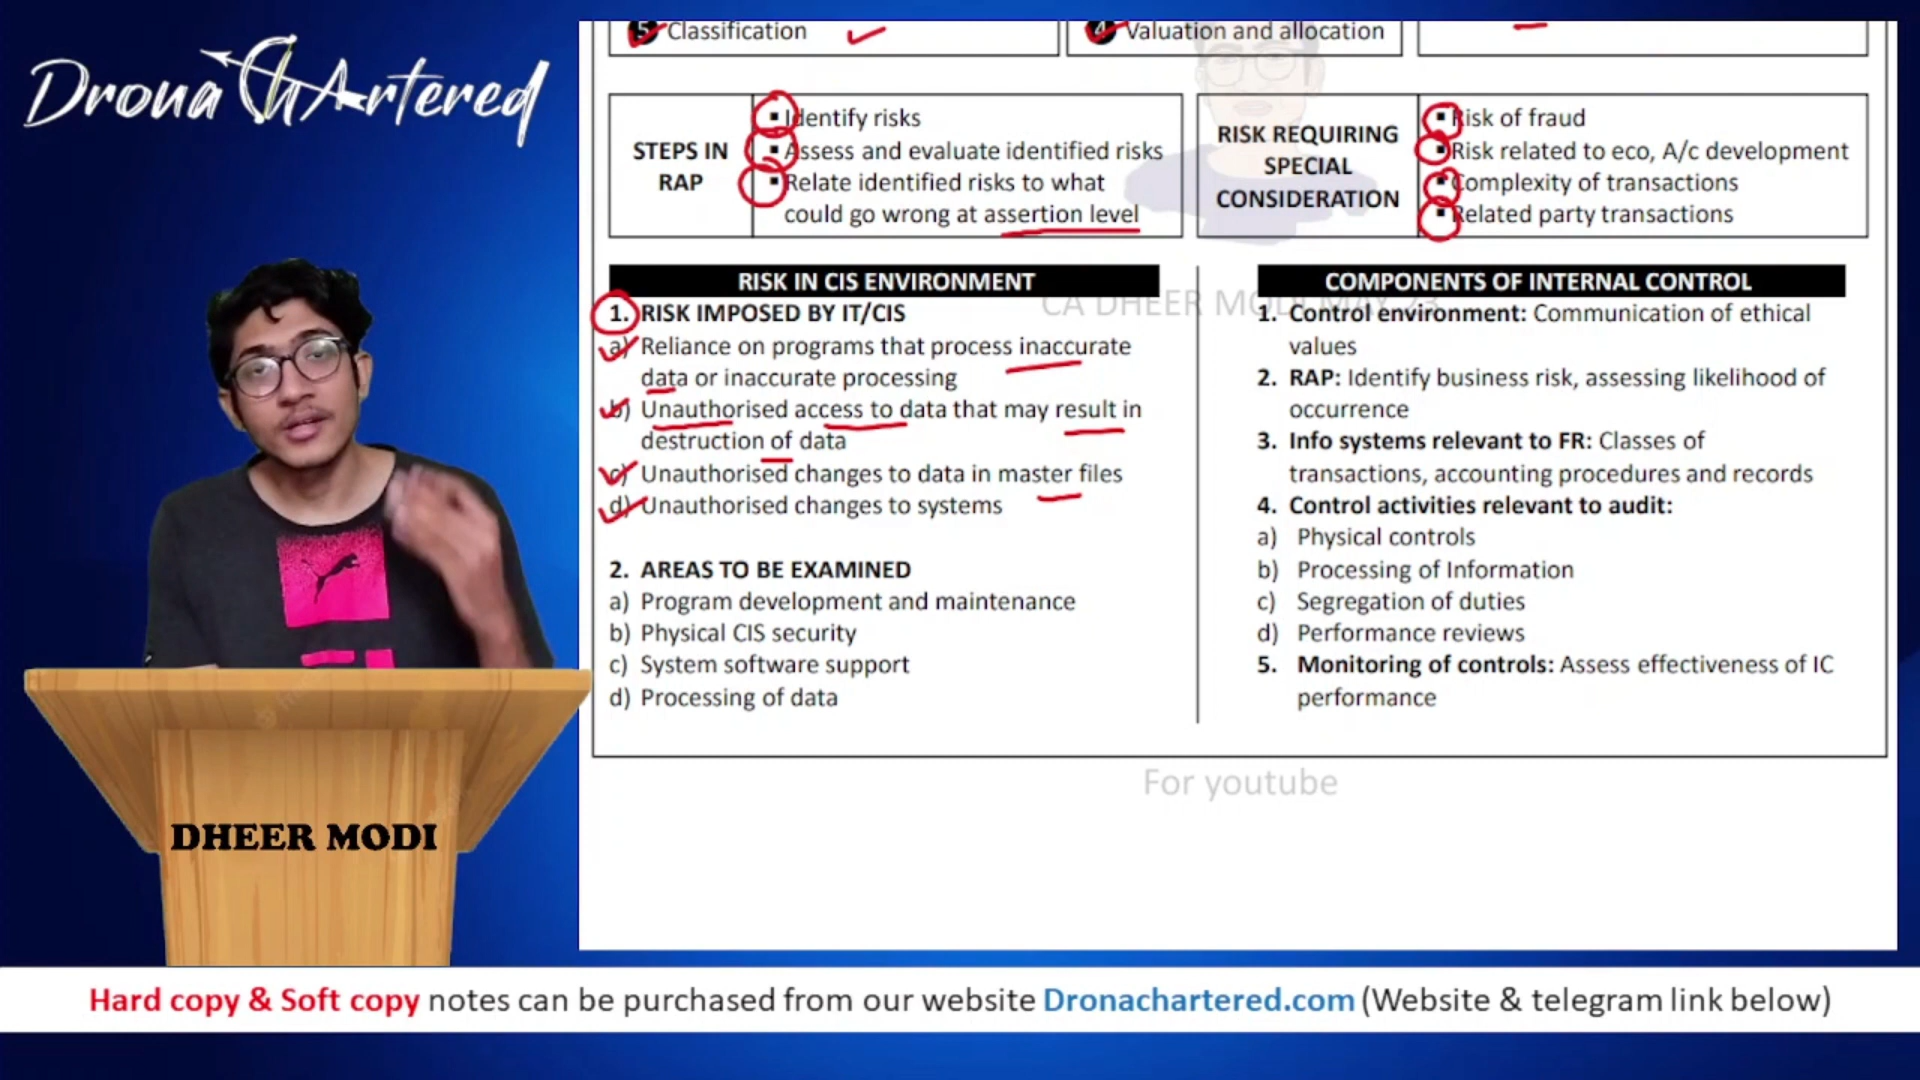 Drona Chartered
5 Classification
4 Valuation and allocation
STEPS IN RAP
Identify risks
Assess and evaluate identified risks
Relate identified risks to what
could go wrong at assertion level
RISK REQUIRING
SPECIAL
CONSIDERATION
Risk of fraud
Risk related to eco, A/c development
Complexity of transactions
Related party transactions
RISK IN CIS ENVIRONMENT
1. RISK IMPOSED BY IT/CIS
a) Reliance on programs that process inaccurate
data or inaccurate processing
b) Unauthorised access to data that may result in
destruction of data
c) Unauthorised changes to data in master files
d) Unauthorised changes to systems
2. AREAS TO BE EXAMINED
a) Program development and maintenance
b) Physical CIS security
c) System software support
d) Processing of data
COMPONENTS OF INTERNAL CONTROL
CA DHEER MODI MAY 23
1. Control environment: Communication of ethical
values
2. RAP: Identify business risk, assessing likelihood of
occurrence
3. Info systems relevant to FR: Classes of
transactions, accounting procedures and records
4. Control activities relevant to audit:
a) Physical controls
b) Processing of Information
c) Segregation of duties
d) Performance reviews
5. Monitoring of controls: Assess effectiveness of IC
performance
For youtube
DHEER MODI
Hard copy & Soft copy notes can be purchased from our website Dronachartered.com (Website & telegram link below)